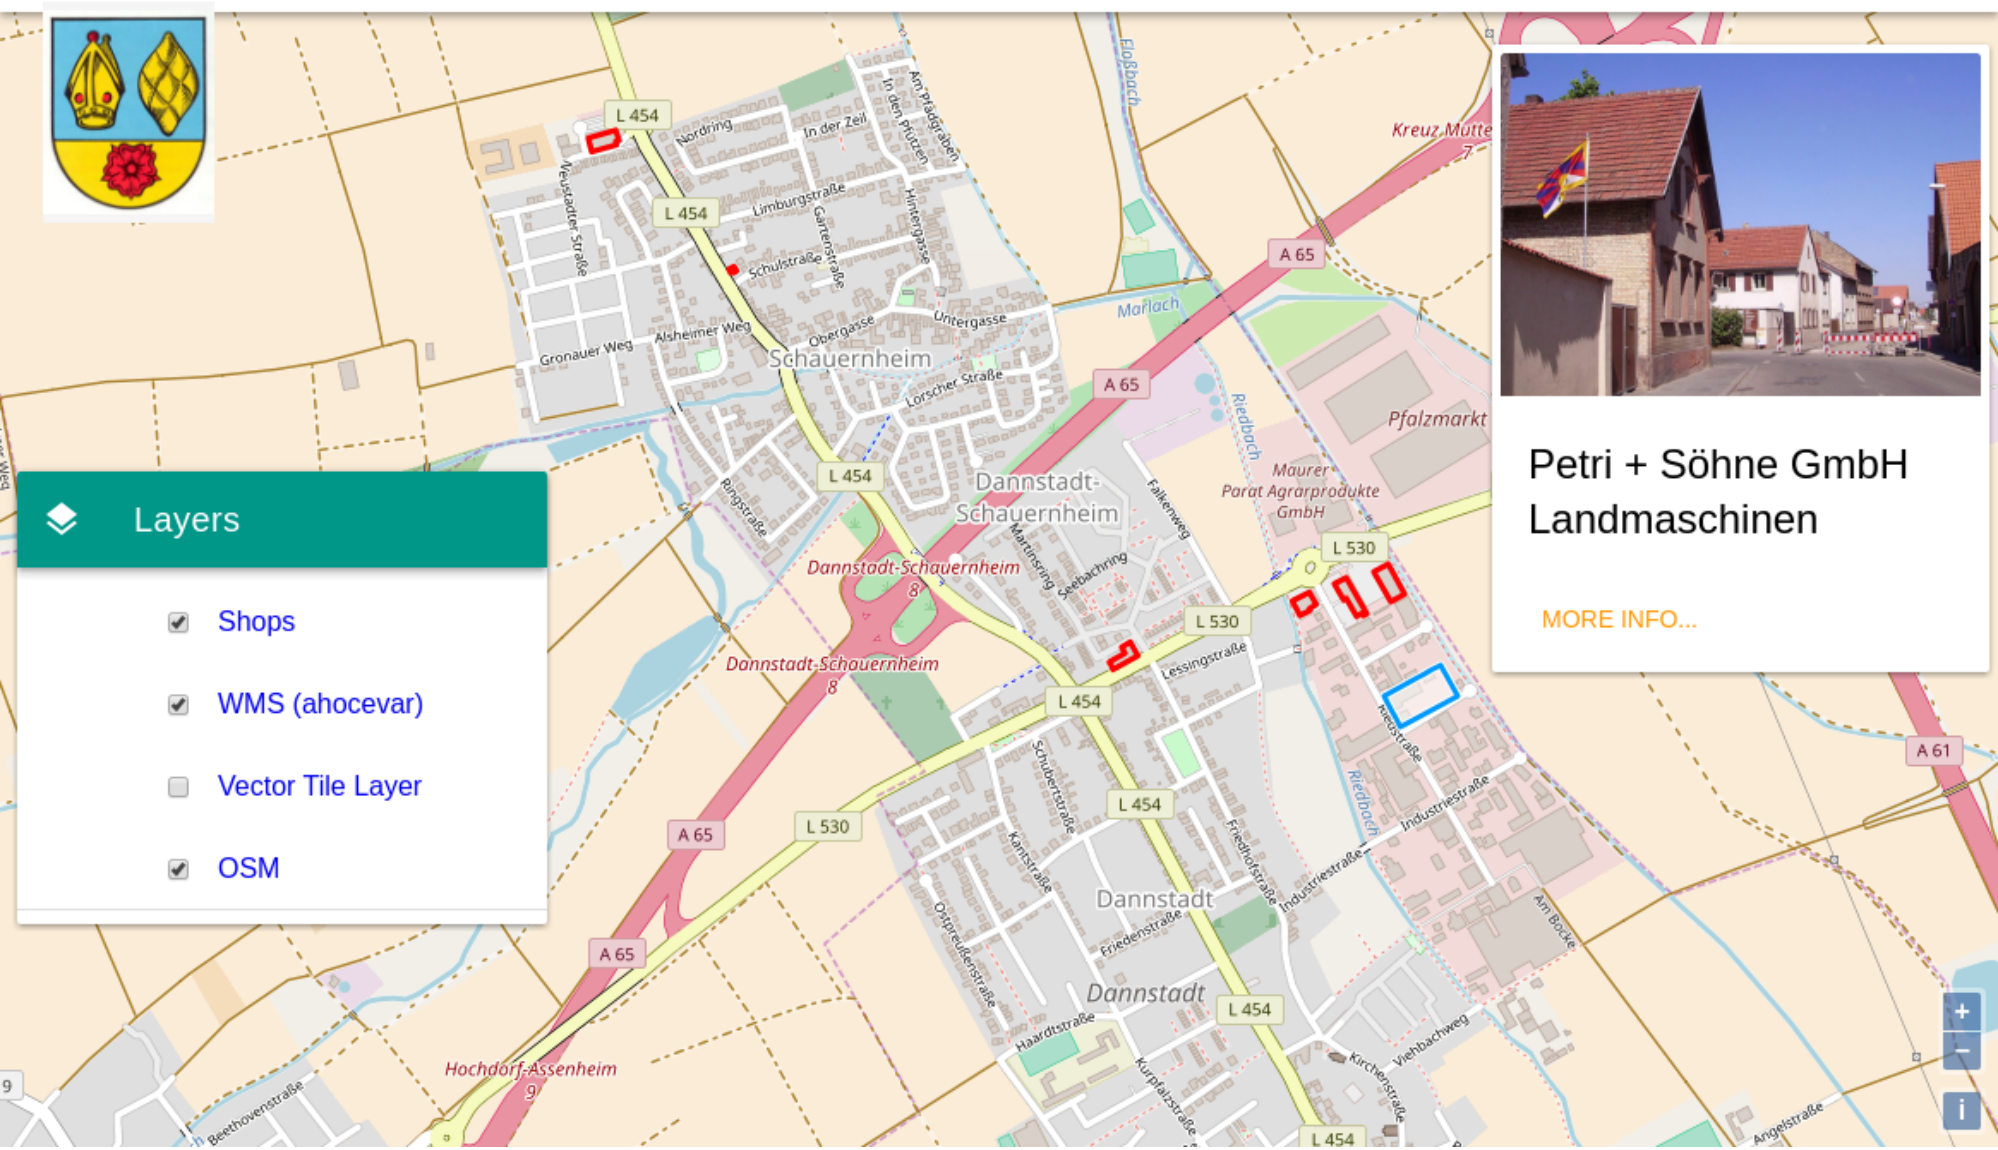 L 454
Nordring
In der Zeil
In den Pfützen
Am Pfädgraben
Floßbach
Kreuz Mutte
7
Neustadter Straße
L 454
Limburgstraße
Gartenstraße
Hintergasse
Schulstraße
A 65
Marlach
Alsheimer Weg
Obergasse
Untergasse
Gronauer Weg
Schauernheim
Lorscher Straße
A 65
Riedbach
Pfalzmarkt
Petri + Söhne GmbH
Landmaschinen
MORE INFO...
L 454
Ringstraße
Dannstadt-
Schauernheim
Falkenweg
Maurer
Parat Agrarprodukte
GmbH
Layers
Shops
WMS (ahocevar)
Vector Tile Layer
OSM
Martinsring
Seebachring
L 530
Dannstadt-Schauernheim
8
L 530
Lessingstraße
Dannstadt-Schauernheim
8
L 454
A 61
Schubertstraße
Riedbach
L 454
Industriestraße
A 65
L 530
Kantstraße
Friedhofstraße
Industriestraße
Dannstadt
Am Bocke
Ostpreußenstraße
Friedenstraße
A 65
Dannstadt
L 454
Haardtstraße
Viehbachweg
Kirchenstraße
Kurpfalzstraße
Hochdorf-Assenheim
9
9
Beethovenstraße
Angelstraße
L 454
+
−
i